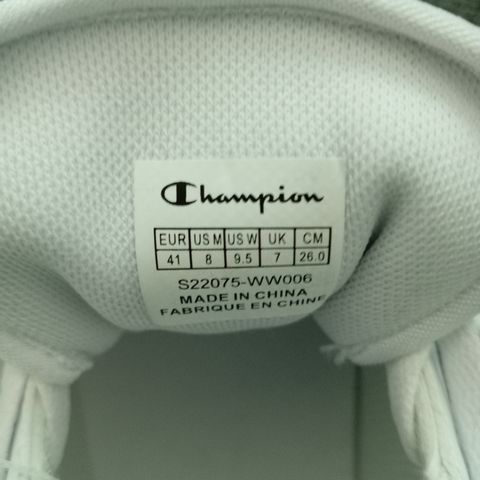 Champion
EUR US M US W UK CM
41 8 9.5 7 26.0
S22075-WW006
MADE IN CHINA
FABRIQUE EN CHINE